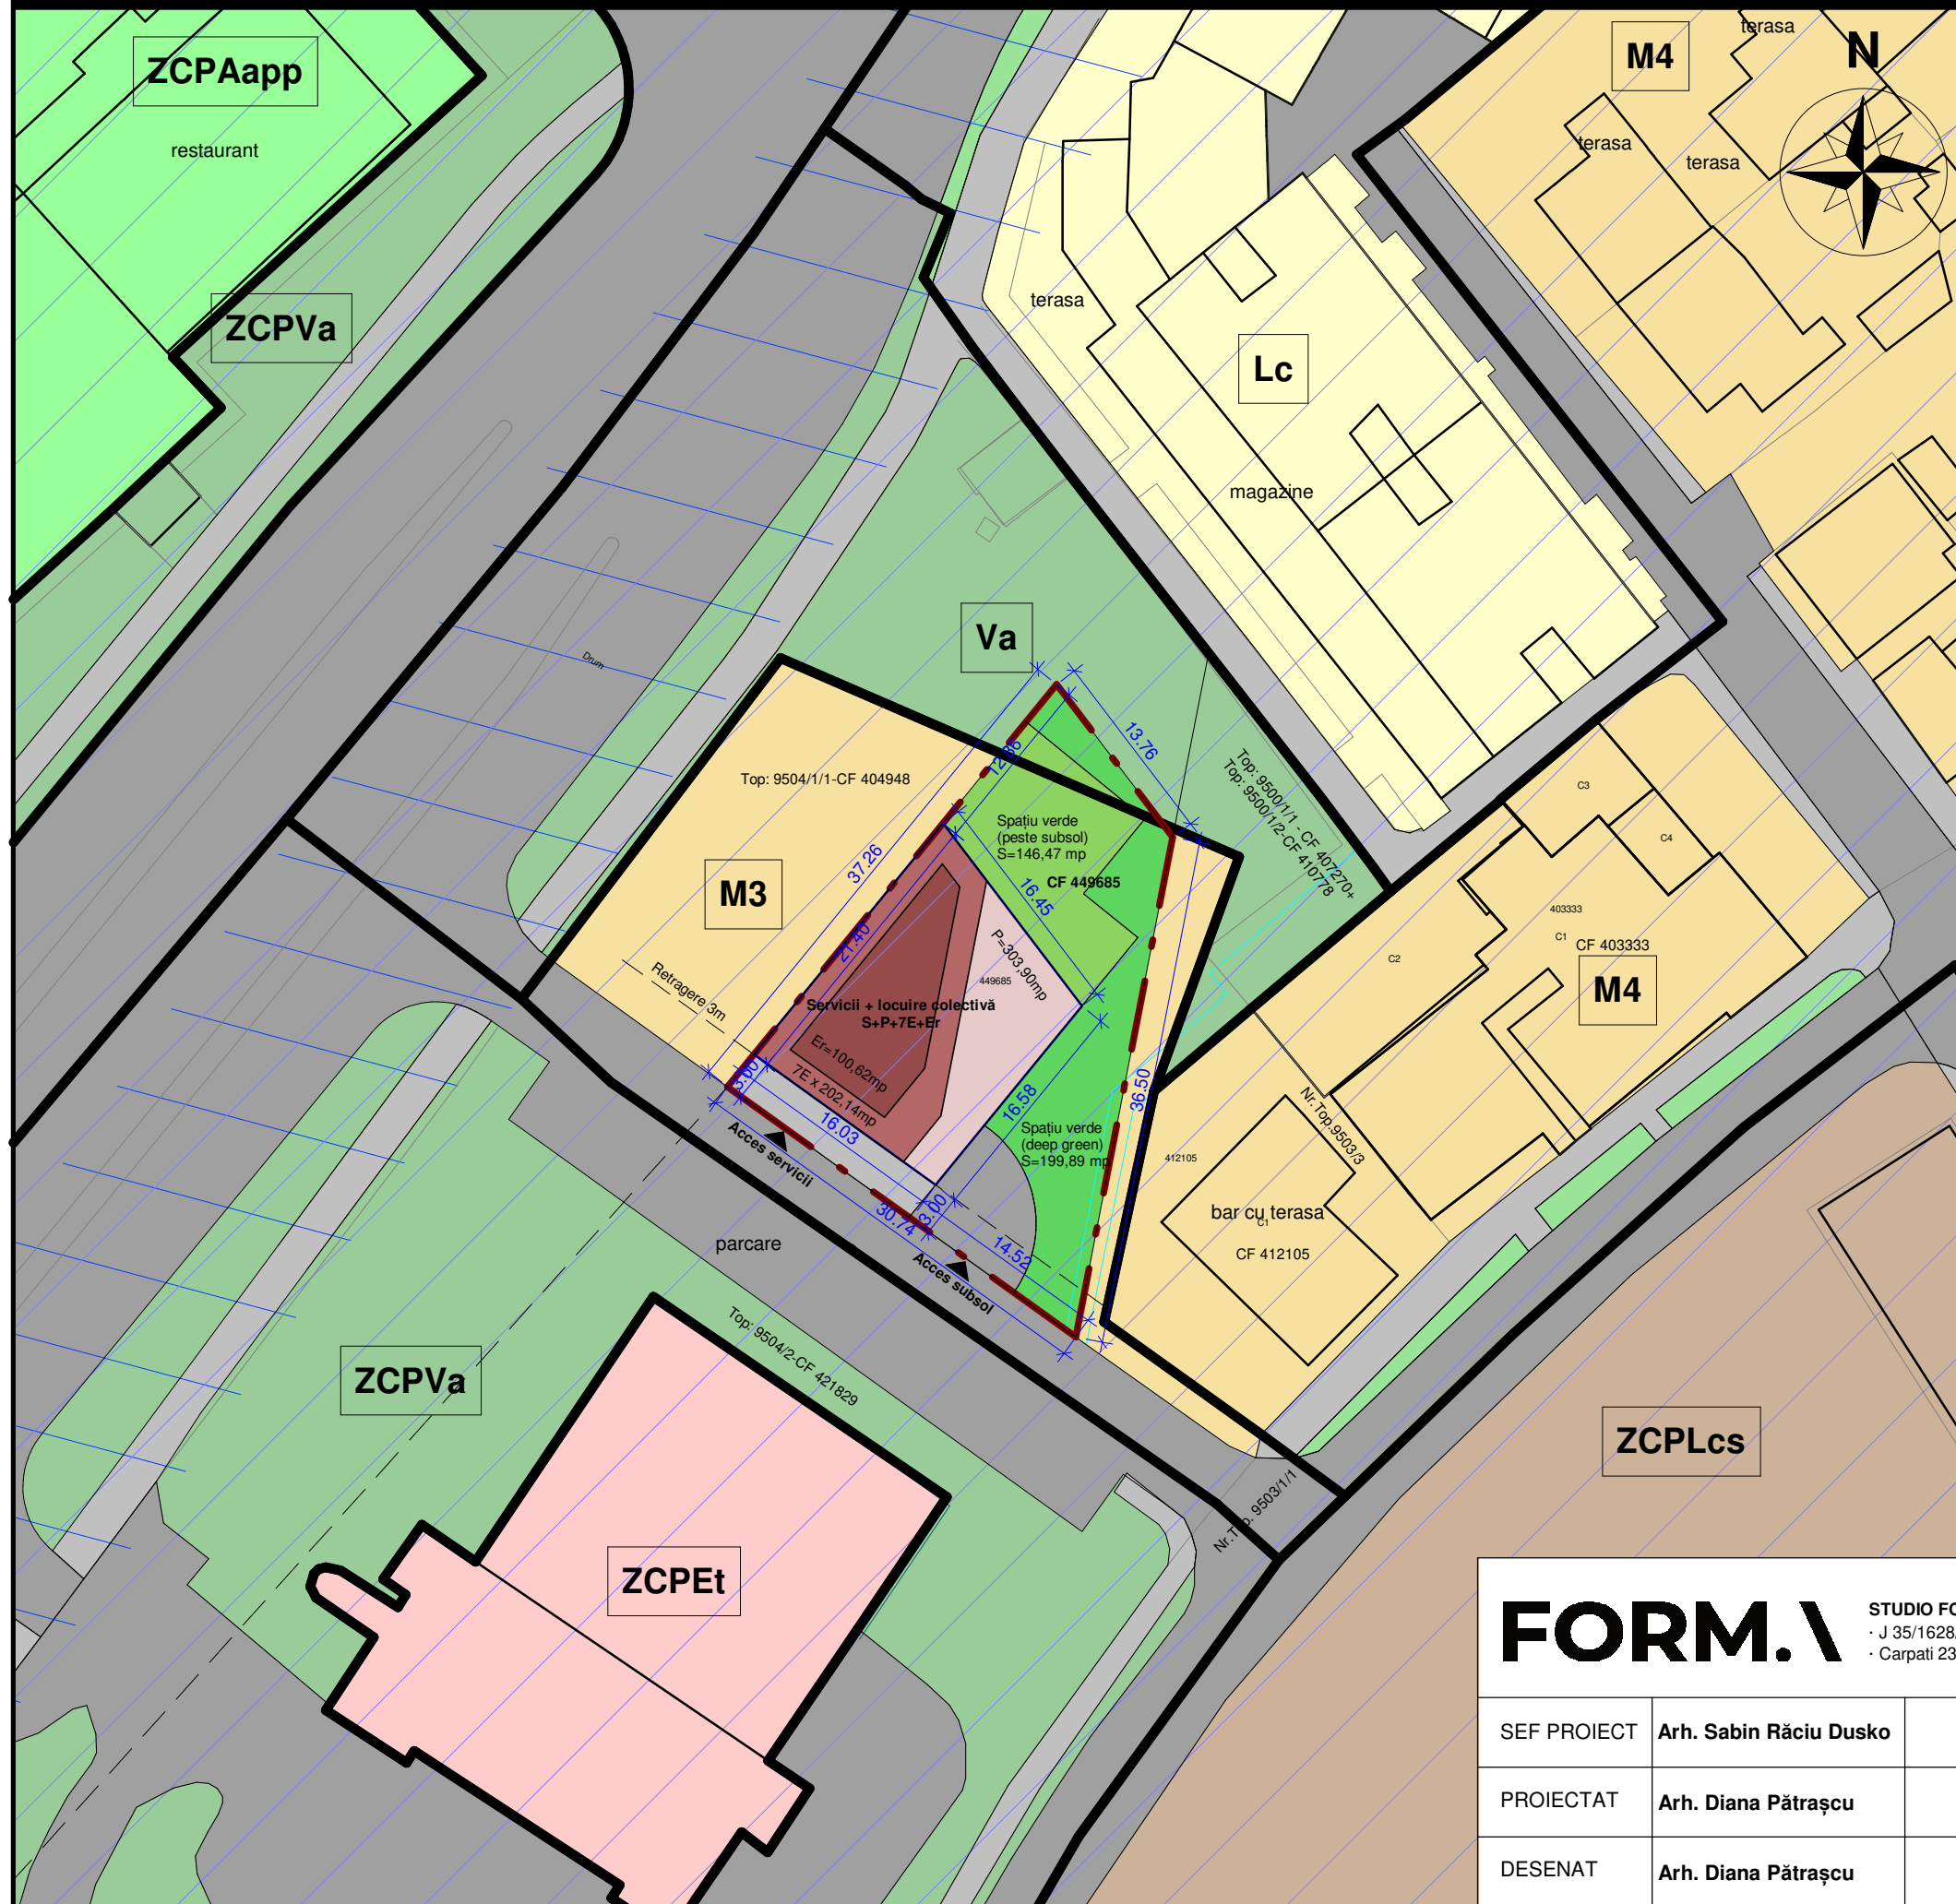 ZCPAapp
restaurant
ZCPVa
terasa
M4
N
terasa
terasa
terasa
Lc
magazine
Va
Drum
13.76
12.86
Top: 9500/1/1 - CF 407270+
Top: 9500/1/2-CF 410778
Top: 9504/1/1-CF 404948
37.26
Spațiu verde
(peste subsol)
S=146,47 mp
CF 449685
16.45
M3
21.40
P=303,90mp
449685
Retragere 3m
Servicii + locuire colectivă
S+P+7E+Er
Er=100,62mp
7E x 202,14mp
3.00
16.03
16.58
36.50
Acces servicii
Spațiu verde
(deep green)
S=199,89 mp
3.00
30.74
14.52
Acces subsol
C3
C4
403333
C1
CF 403333
C2
M4
Nr.Top.9503/3
412105
bar cu terasa
C1
CF 412105
parcare
Top: 9504/2-CF 421829
ZCPVa
ZCPLcs
Nr.Top. 9503/1/1
ZCPEt
FORM.\
STUDIO FO
· J 35/1628
· Carpati 23
SEF PROIECT
Arh. Sabin Răciu Dusko
PROIECTAT
Arh. Diana Pătrașcu
DESENAT
Arh. Diana Pătrașcu